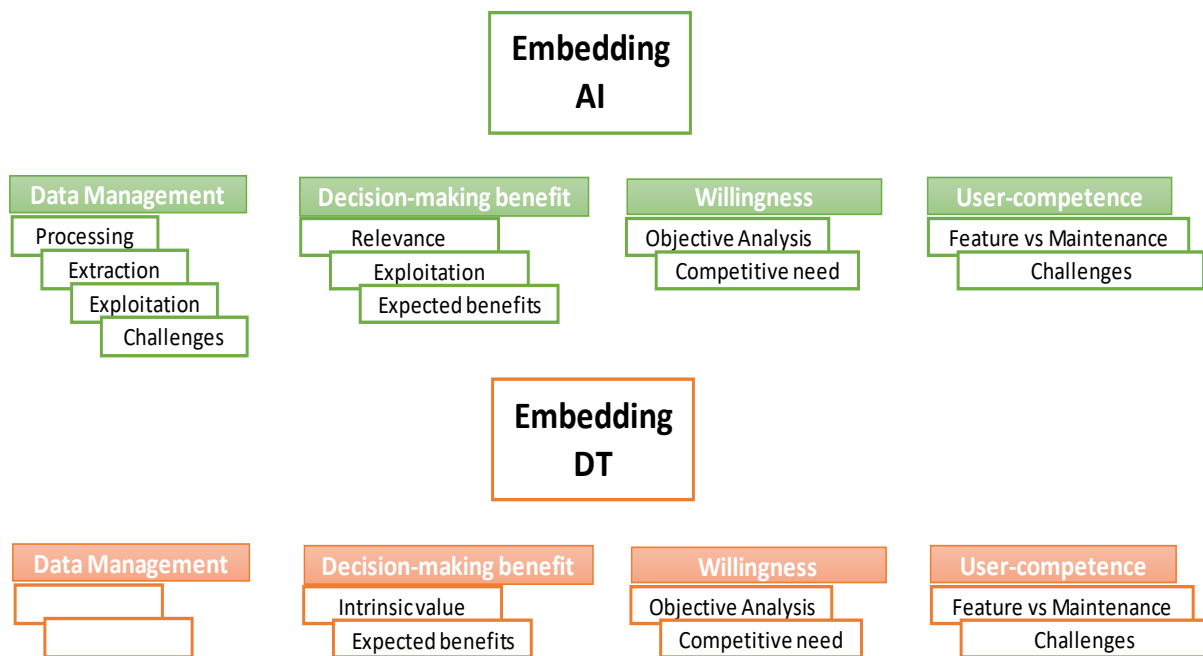 Embedding
AI
Data Management
Decision-making benefit
Willingness
User-competence
Processing
Relevance
Objective Analysis
Feature vs Maintenance
Extraction
Exploitation
Competitive need
Challenges
Exploitation
Expected benefits
Challenges
Embedding
DT
Data Management
Decision-making benefit
Willingness
User-competence
Intrinsic value
Objective Analysis
Feature vs Maintenance
Expected benefits
Competitive need
Challenges